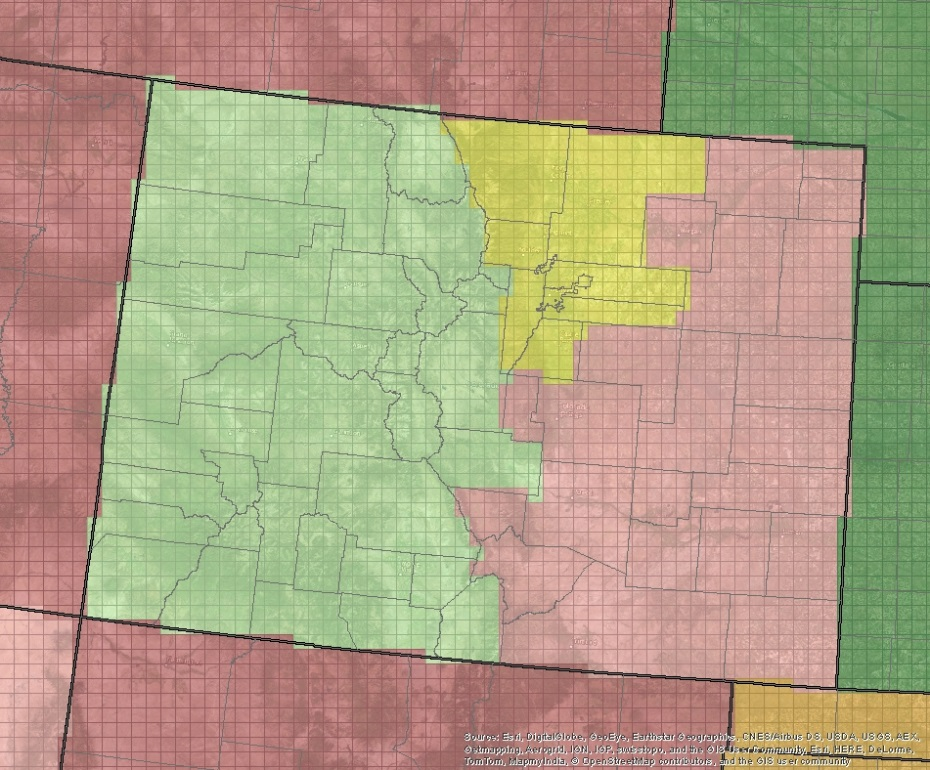 Source: Esri, DigitalGlobe, GeoEye, Earthstar Geographics, CNES/Airbus DS, USDA, USGS, AEX,
Getmapping, Aerogrid, IGN, IGP, swisstopo, and the GIS User Community, Esri, HERE, DeLorme,
TomTom, MapmyIndia, © OpenStreetMap contributors, and the GIS user community